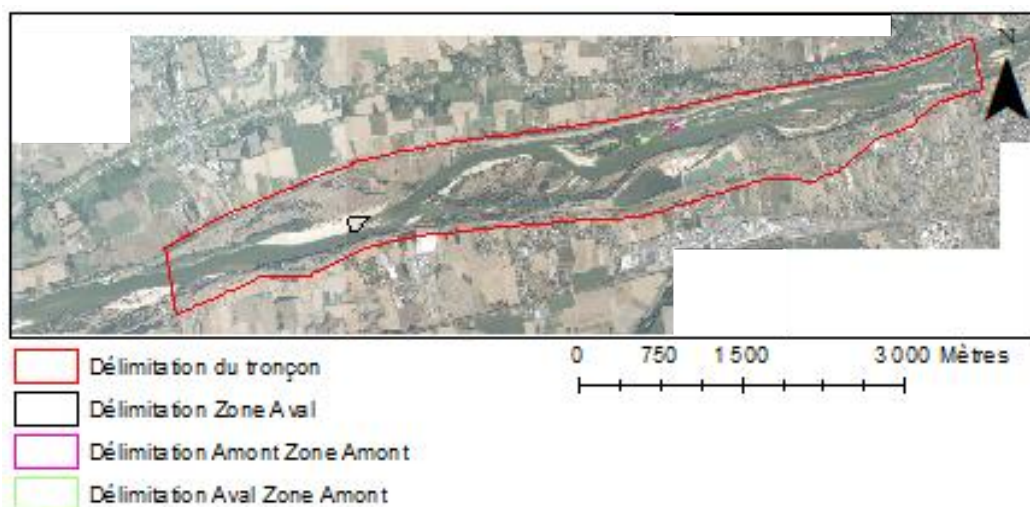 N
0 750 1 500 3 000 Mètres
Délimitation du tronçon
Délimitation Zone Aval
Délimitation Amont Zone Amont
Délimitation Aval Zone Amont